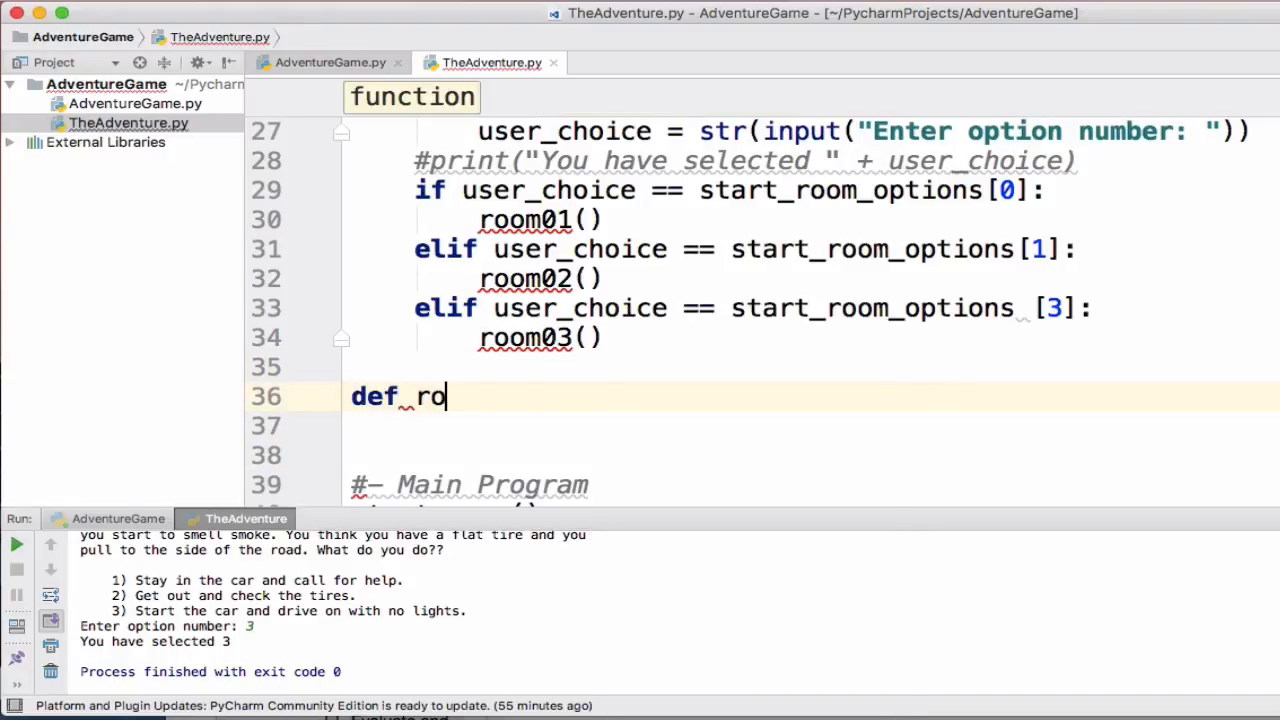 TheAdventure.py - AdventureGame - [~/PycharmProjects/AdventureGame]
AdventureGame TheAdventure.py
Project AdventureGame.py TheAdventure.py
AdventureGame ~/Pycharm
AdventureGame.py
TheAdventure.py
External Libraries
function
27 user_choice = str(input("Enter option number: "))
28 #print("You have selected " + user_choice)
29 if user_choice == start_room_options[0]:
30 room01()
31 elif user_choice == start_room_options[1]:
32 room02()
33 elif user_choice == start_room_options [3]:
34 room03()
35
36 def ro
37
38
39 #- Main Program
Run: AdventureGame TheAdventure
you start to smell smoke. You think you have a flat tire and you
pull to the side of the road. What do you do??
1) Stay in the car and call for help.
2) Get out and check the tires.
3) Start the car and drive on with no lights.
Enter option number: 3
You have selected 3
Process finished with exit code 0
Platform and Plugin Updates: PyCharm Community Edition is ready to update. (55 minutes ago)